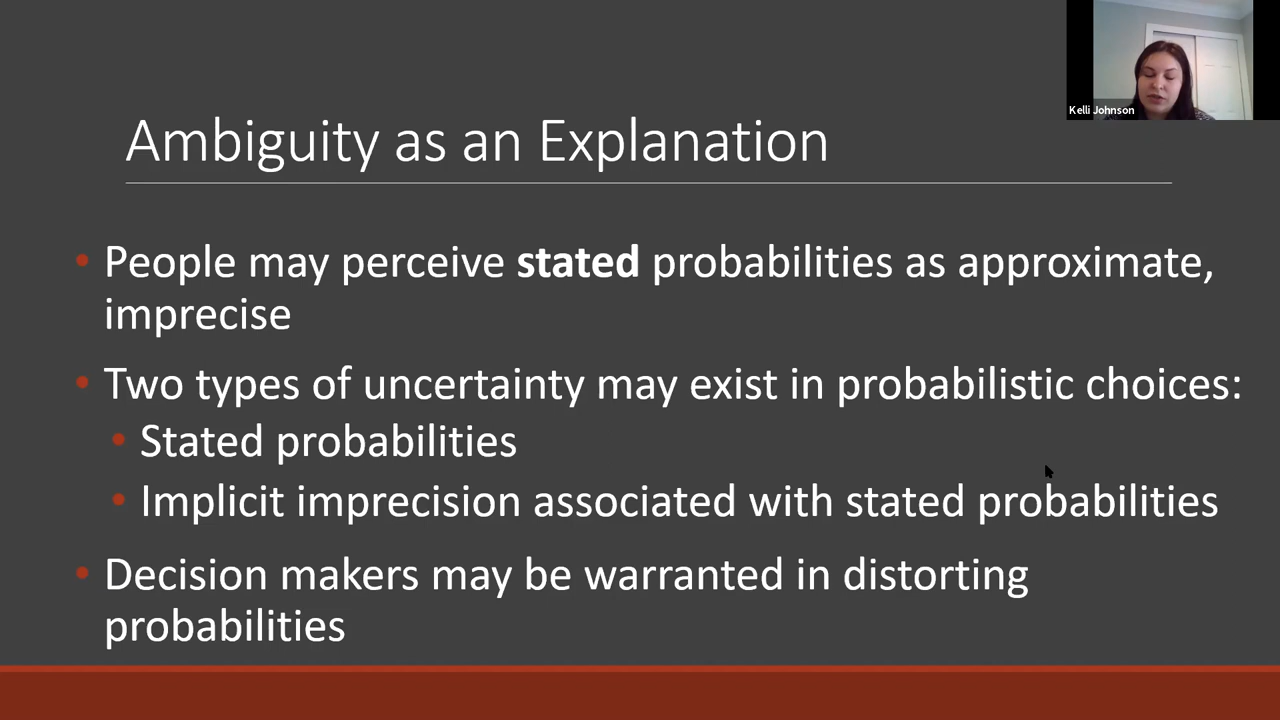 Kelli Johnson
Ambiguity as an Explanation
• People may perceive stated probabilities as approximate,
imprecise
• Two types of uncertainty may exist in probabilistic choices:
• Stated probabilities
• Implicit imprecision associated with stated probabilities
• Decision makers may be warranted in distorting
probabilities